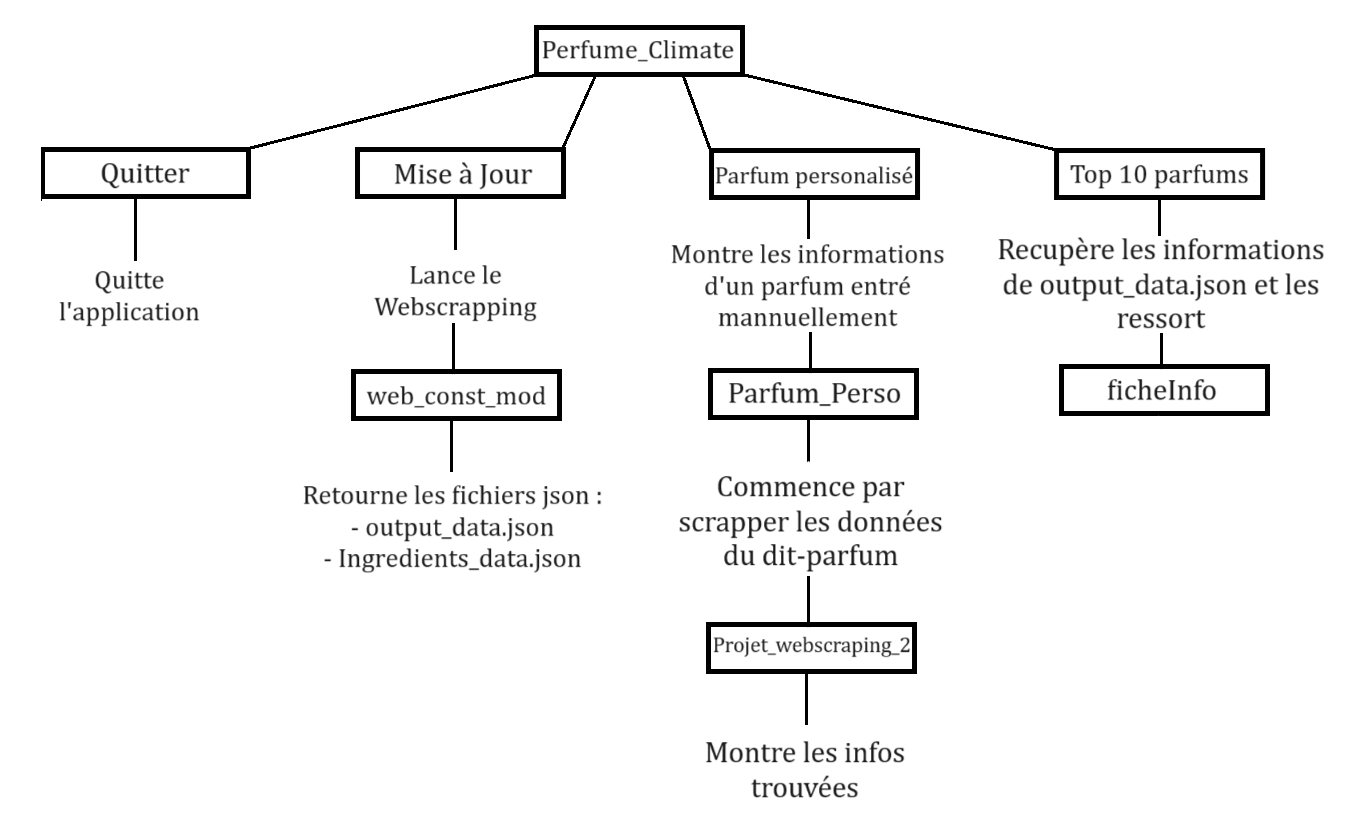 Perfume_Climate
Quitter
Mise à Jour
Parfum personalisé
Top 10 parfums
Quitte
l'application
Lance le
Webscrapping
Montre les informations
d'un parfum entré
mannuellement
Recupère les informations
de output_data.json et les
ressort
web_const_mod
Parfum_Perso
ficheInfo
Retourne les fichiers json :
- output_data.json
- Ingredients_data.json
Commence par
scrapper les données
du dit-parfum
Projet_webscraping_2
Montre les infos
trouvées